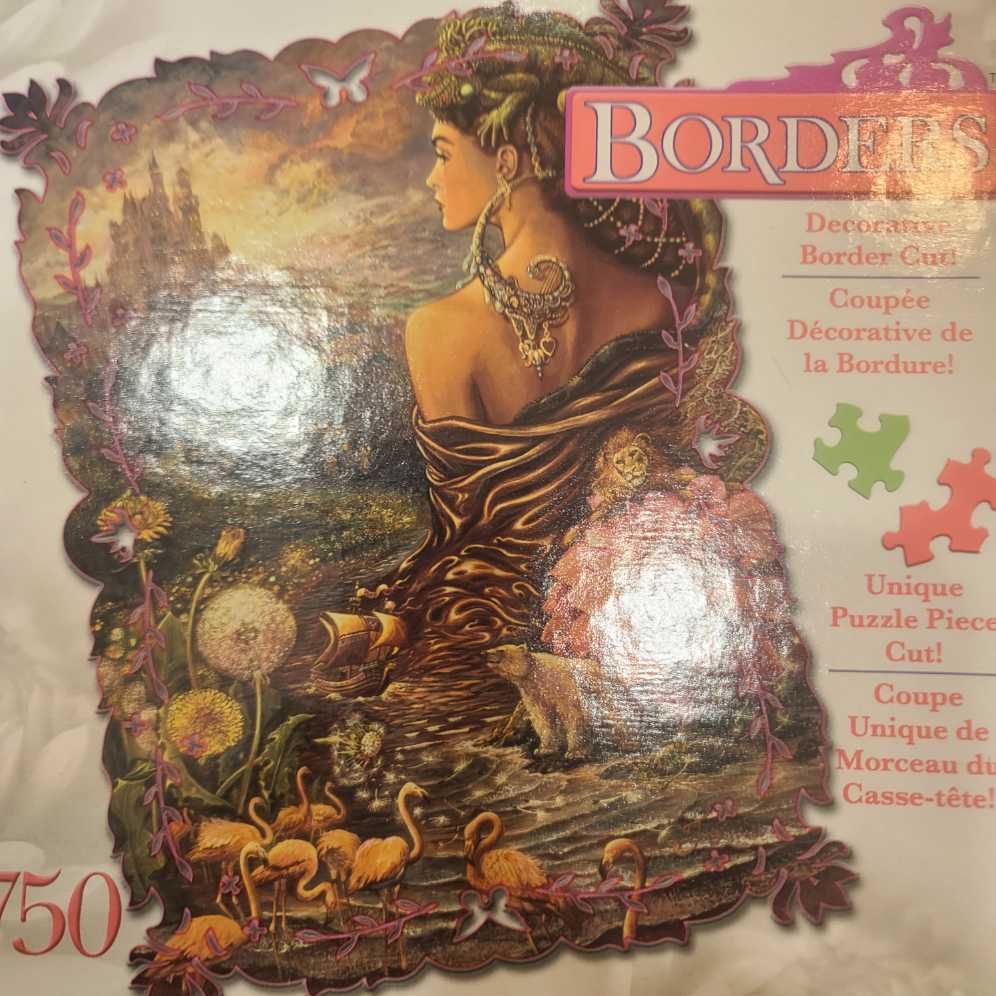 BORDERS
Decorative
Border Cut!
Coupée
Décorative de
la Bordure!
Unique
Puzzle Piece
Cut!
Coupe
Unique de
Morceau du
Casse-tête!
750